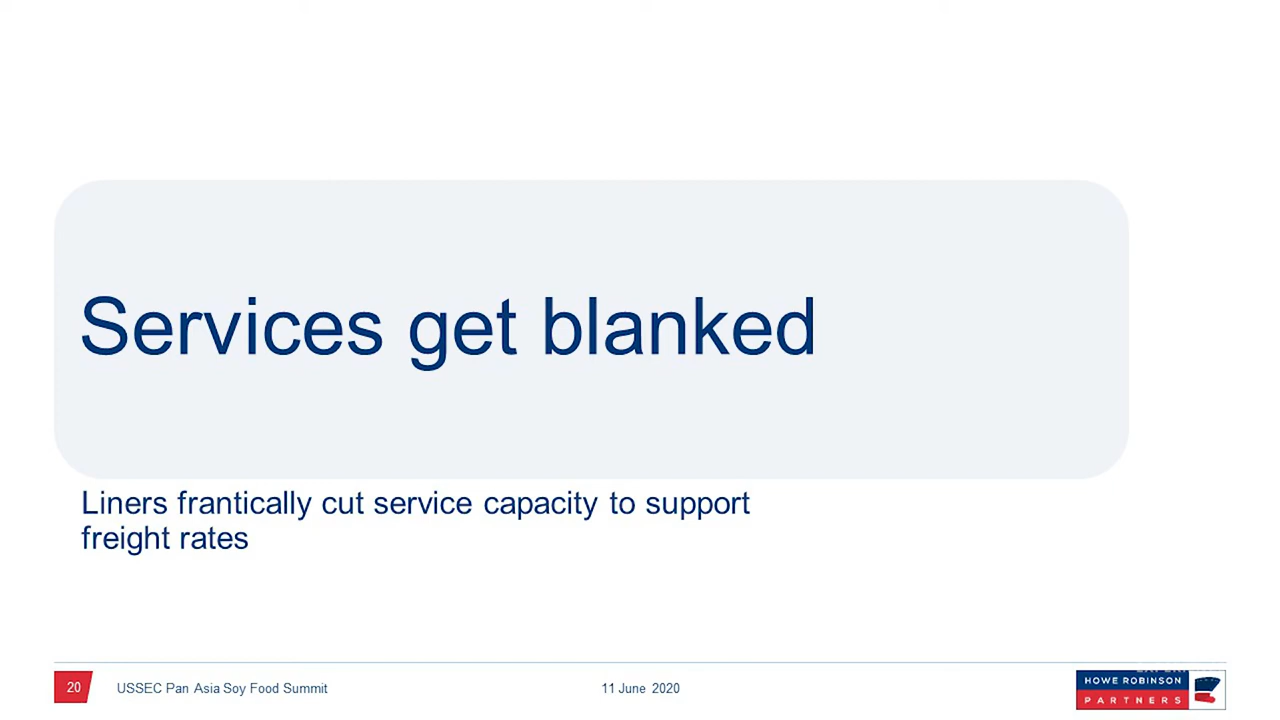 Services get blanked
Liners frantically cut service capacity to support
freight rates
20
USSEC Pan Asia Soy Food Summit
11 June 2020
HOWE ROBINSON
PARTNERS